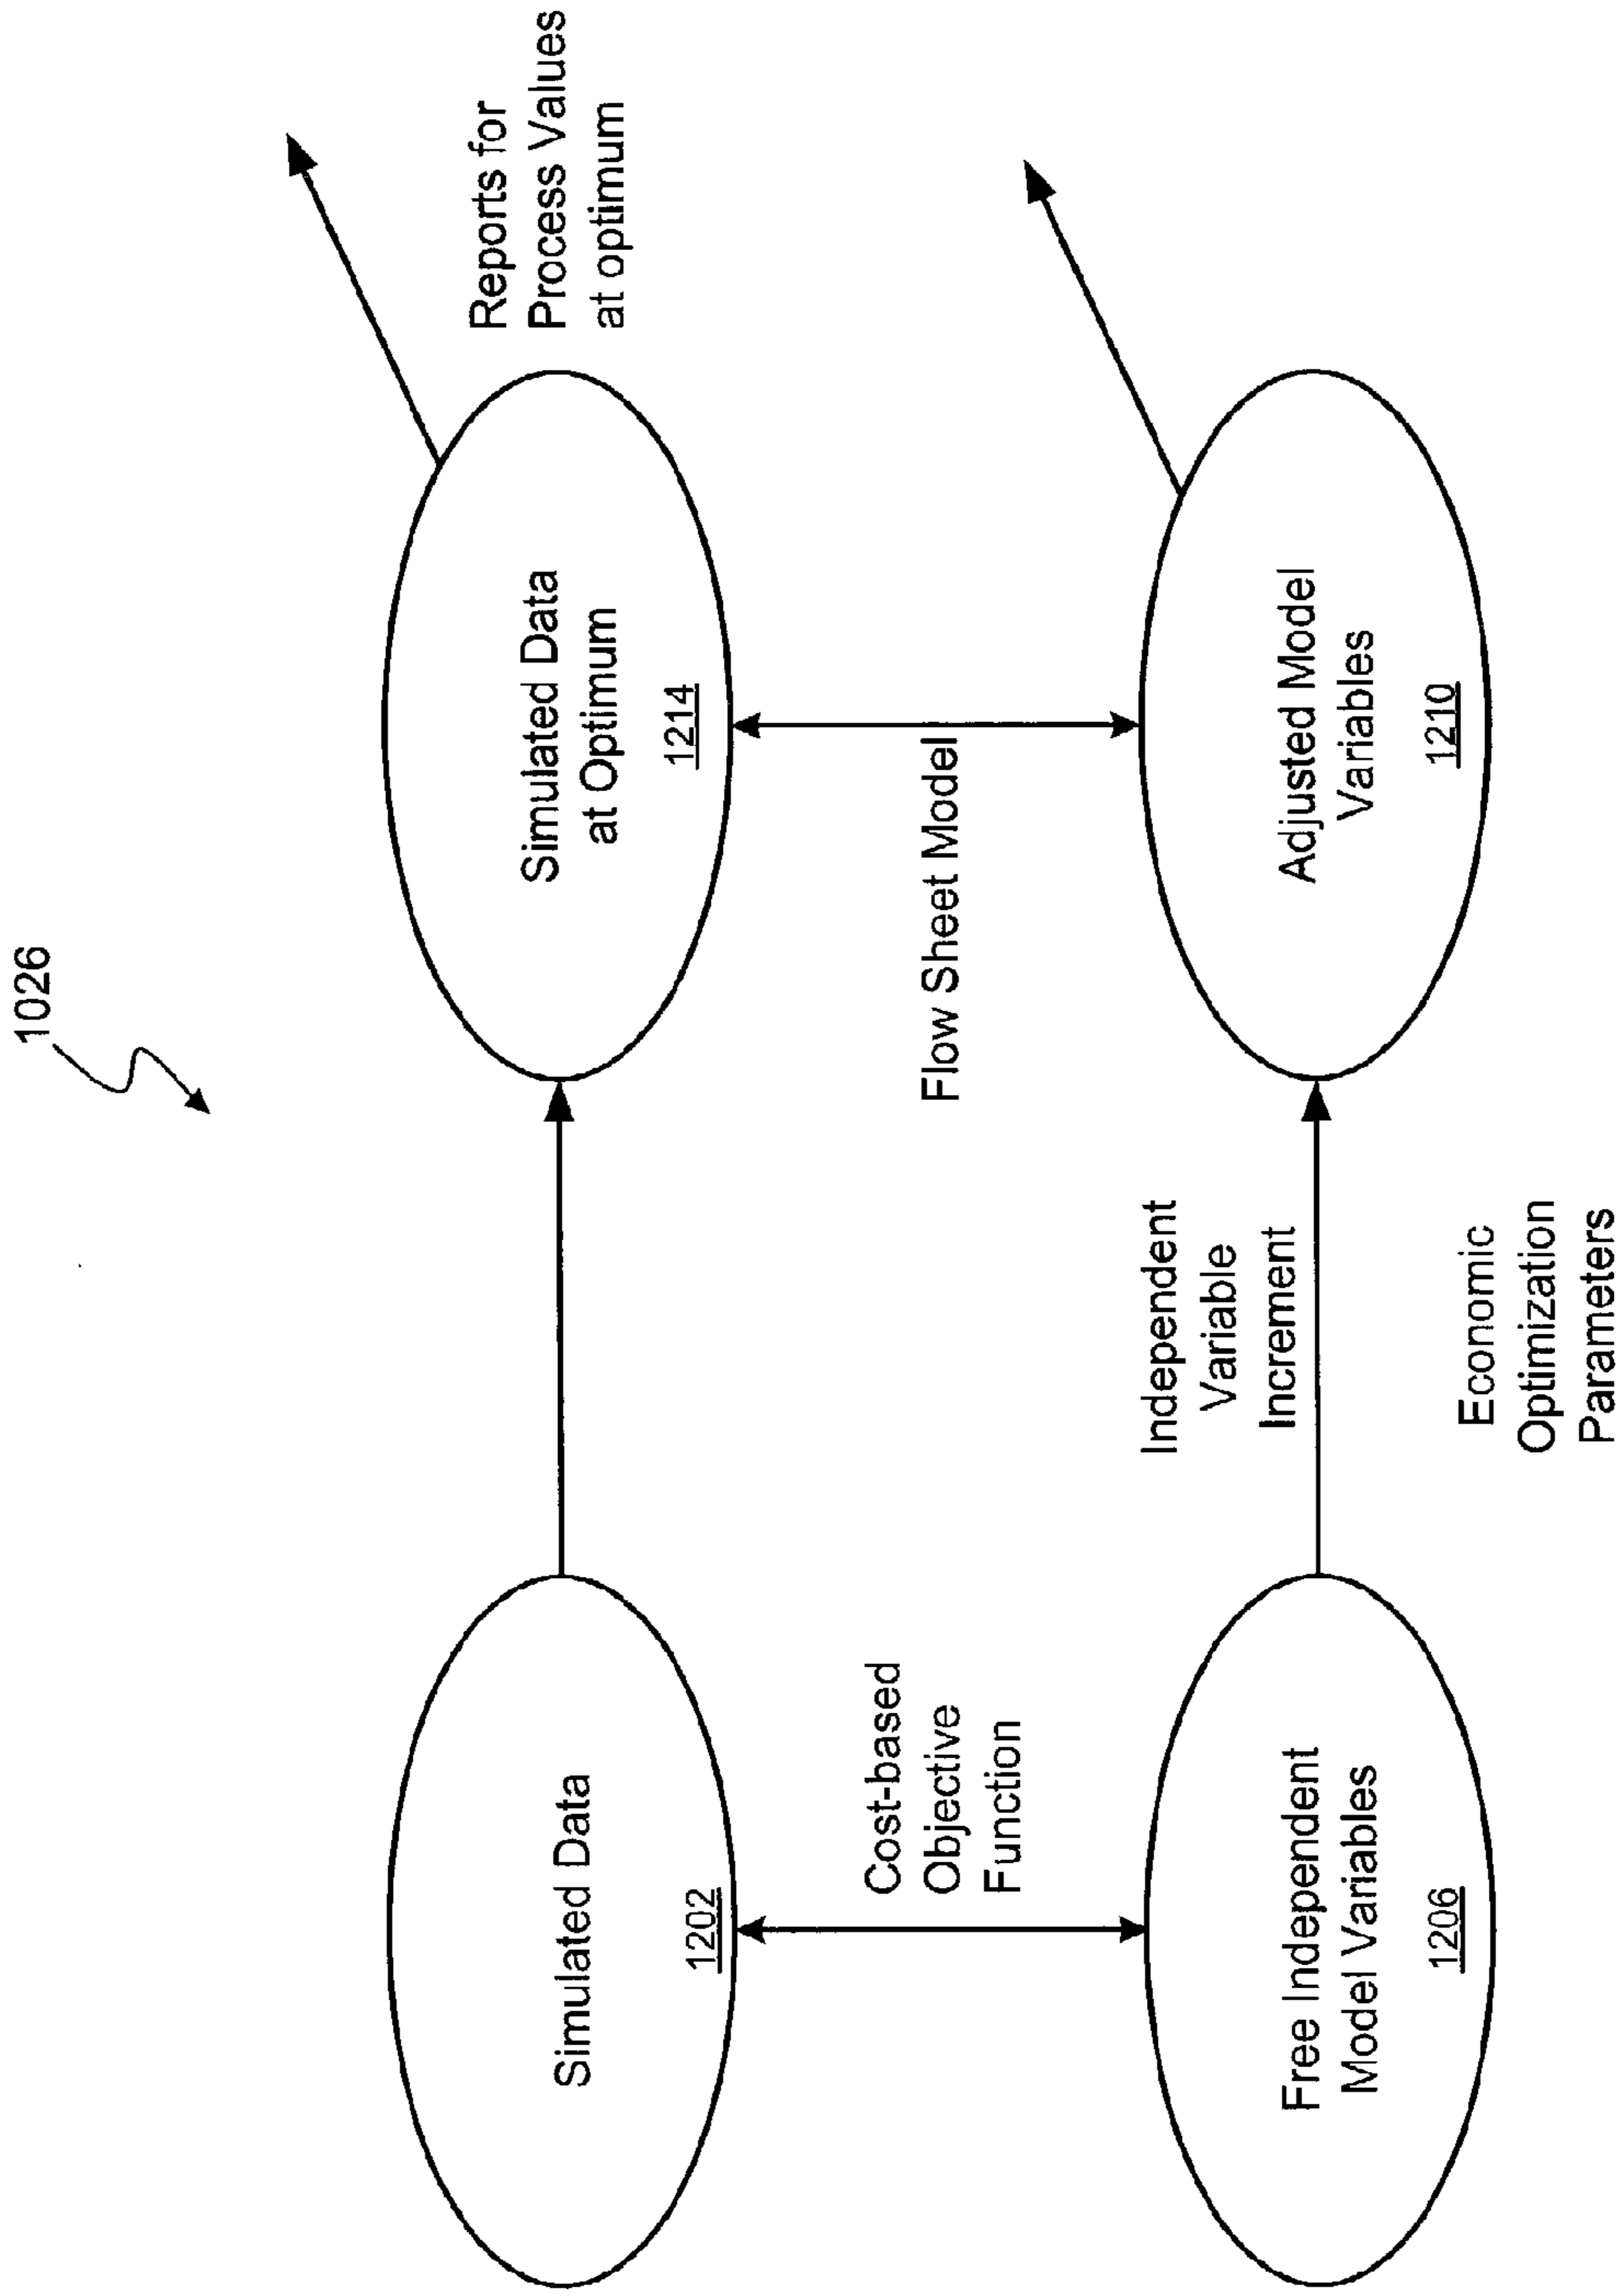 1026
Simulated Data
1202
Simulated Data
at Optimum
1214
Reports for
Process Values
at optimum
Cost-based
Objective
Function
Flow Sheet Model
Free Independent
Model Variables
1206
Independent
Variable
Increment
Adjusted Model
Variables
1210
Economic
Optimization
Parameters